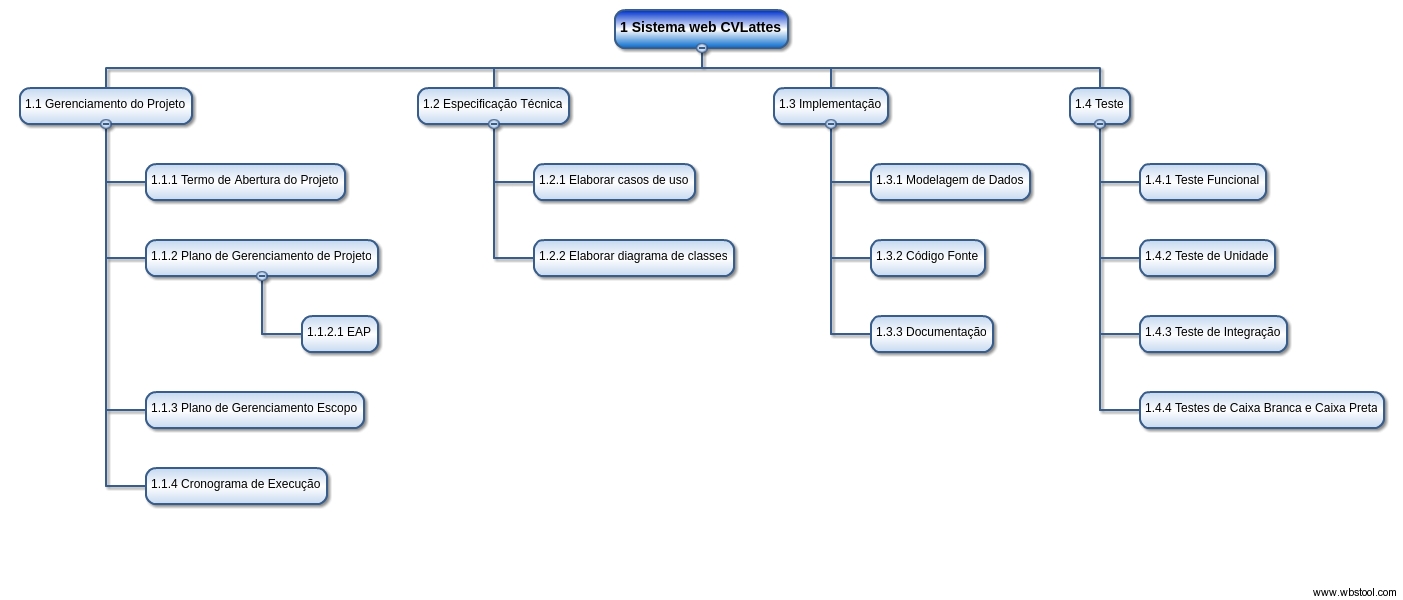 1 Sistema web CVLattes
1.1 Gerenciamento do Projeto
1.1.1 Termo de Abertura do Projeto
1.1.2 Plano de Gerenciamento de Projeto
1.1.2.1 EAP
1.1.3 Plano de Gerenciamento Escopo
1.1.4 Cronograma de Execução
1.2 Especificação Técnica
1.2.1 Elaborar casos de uso
1.2.2 Elaborar diagrama de classes
1.3 Implementação
1.3.1 Modelagem de Dados
1.3.2 Código Fonte
1.3.3 Documentação
1.4 Teste
1.4.1 Teste Funcional
1.4.2 Teste de Unidade
1.4.3 Teste de Integração
1.4.4 Testes de Caixa Branca e Caixa Preta
www.wbstool.com